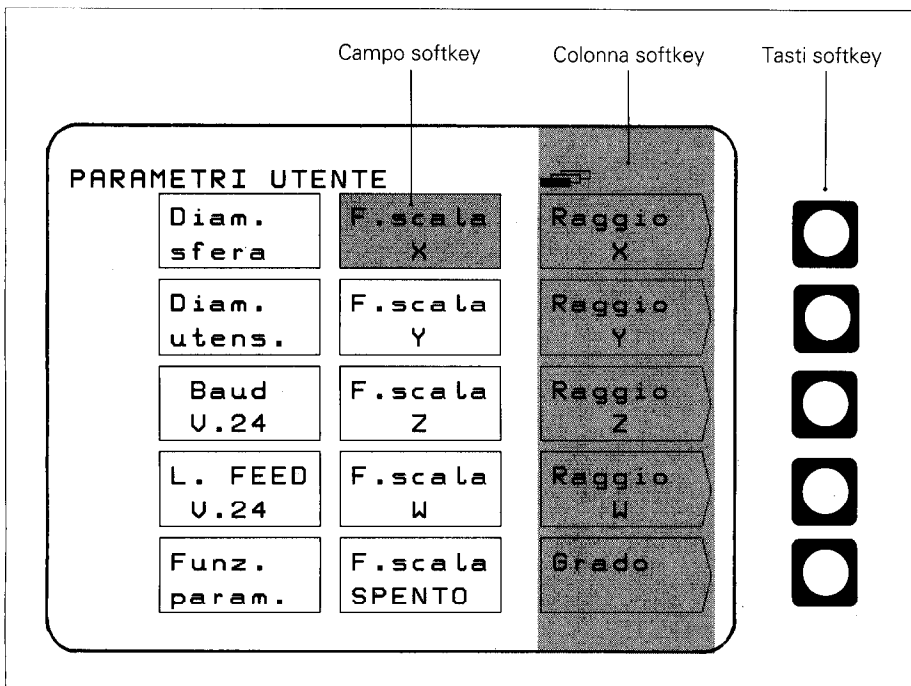 Campo softkey
Colonna softkey
Tasti softkey
PARAMETRI UTENTE
Diam.
sfera
F.scala
X
Raggio
X
Diam.
utens.
F.scala
Y
Raggio
Y
Baud
V.24
F.scala
Z
Raggio
Z
L. FEED
V.24
F.scala
W
Raggio
W
Funz.
param.
F.scala
SPENTO
Grado